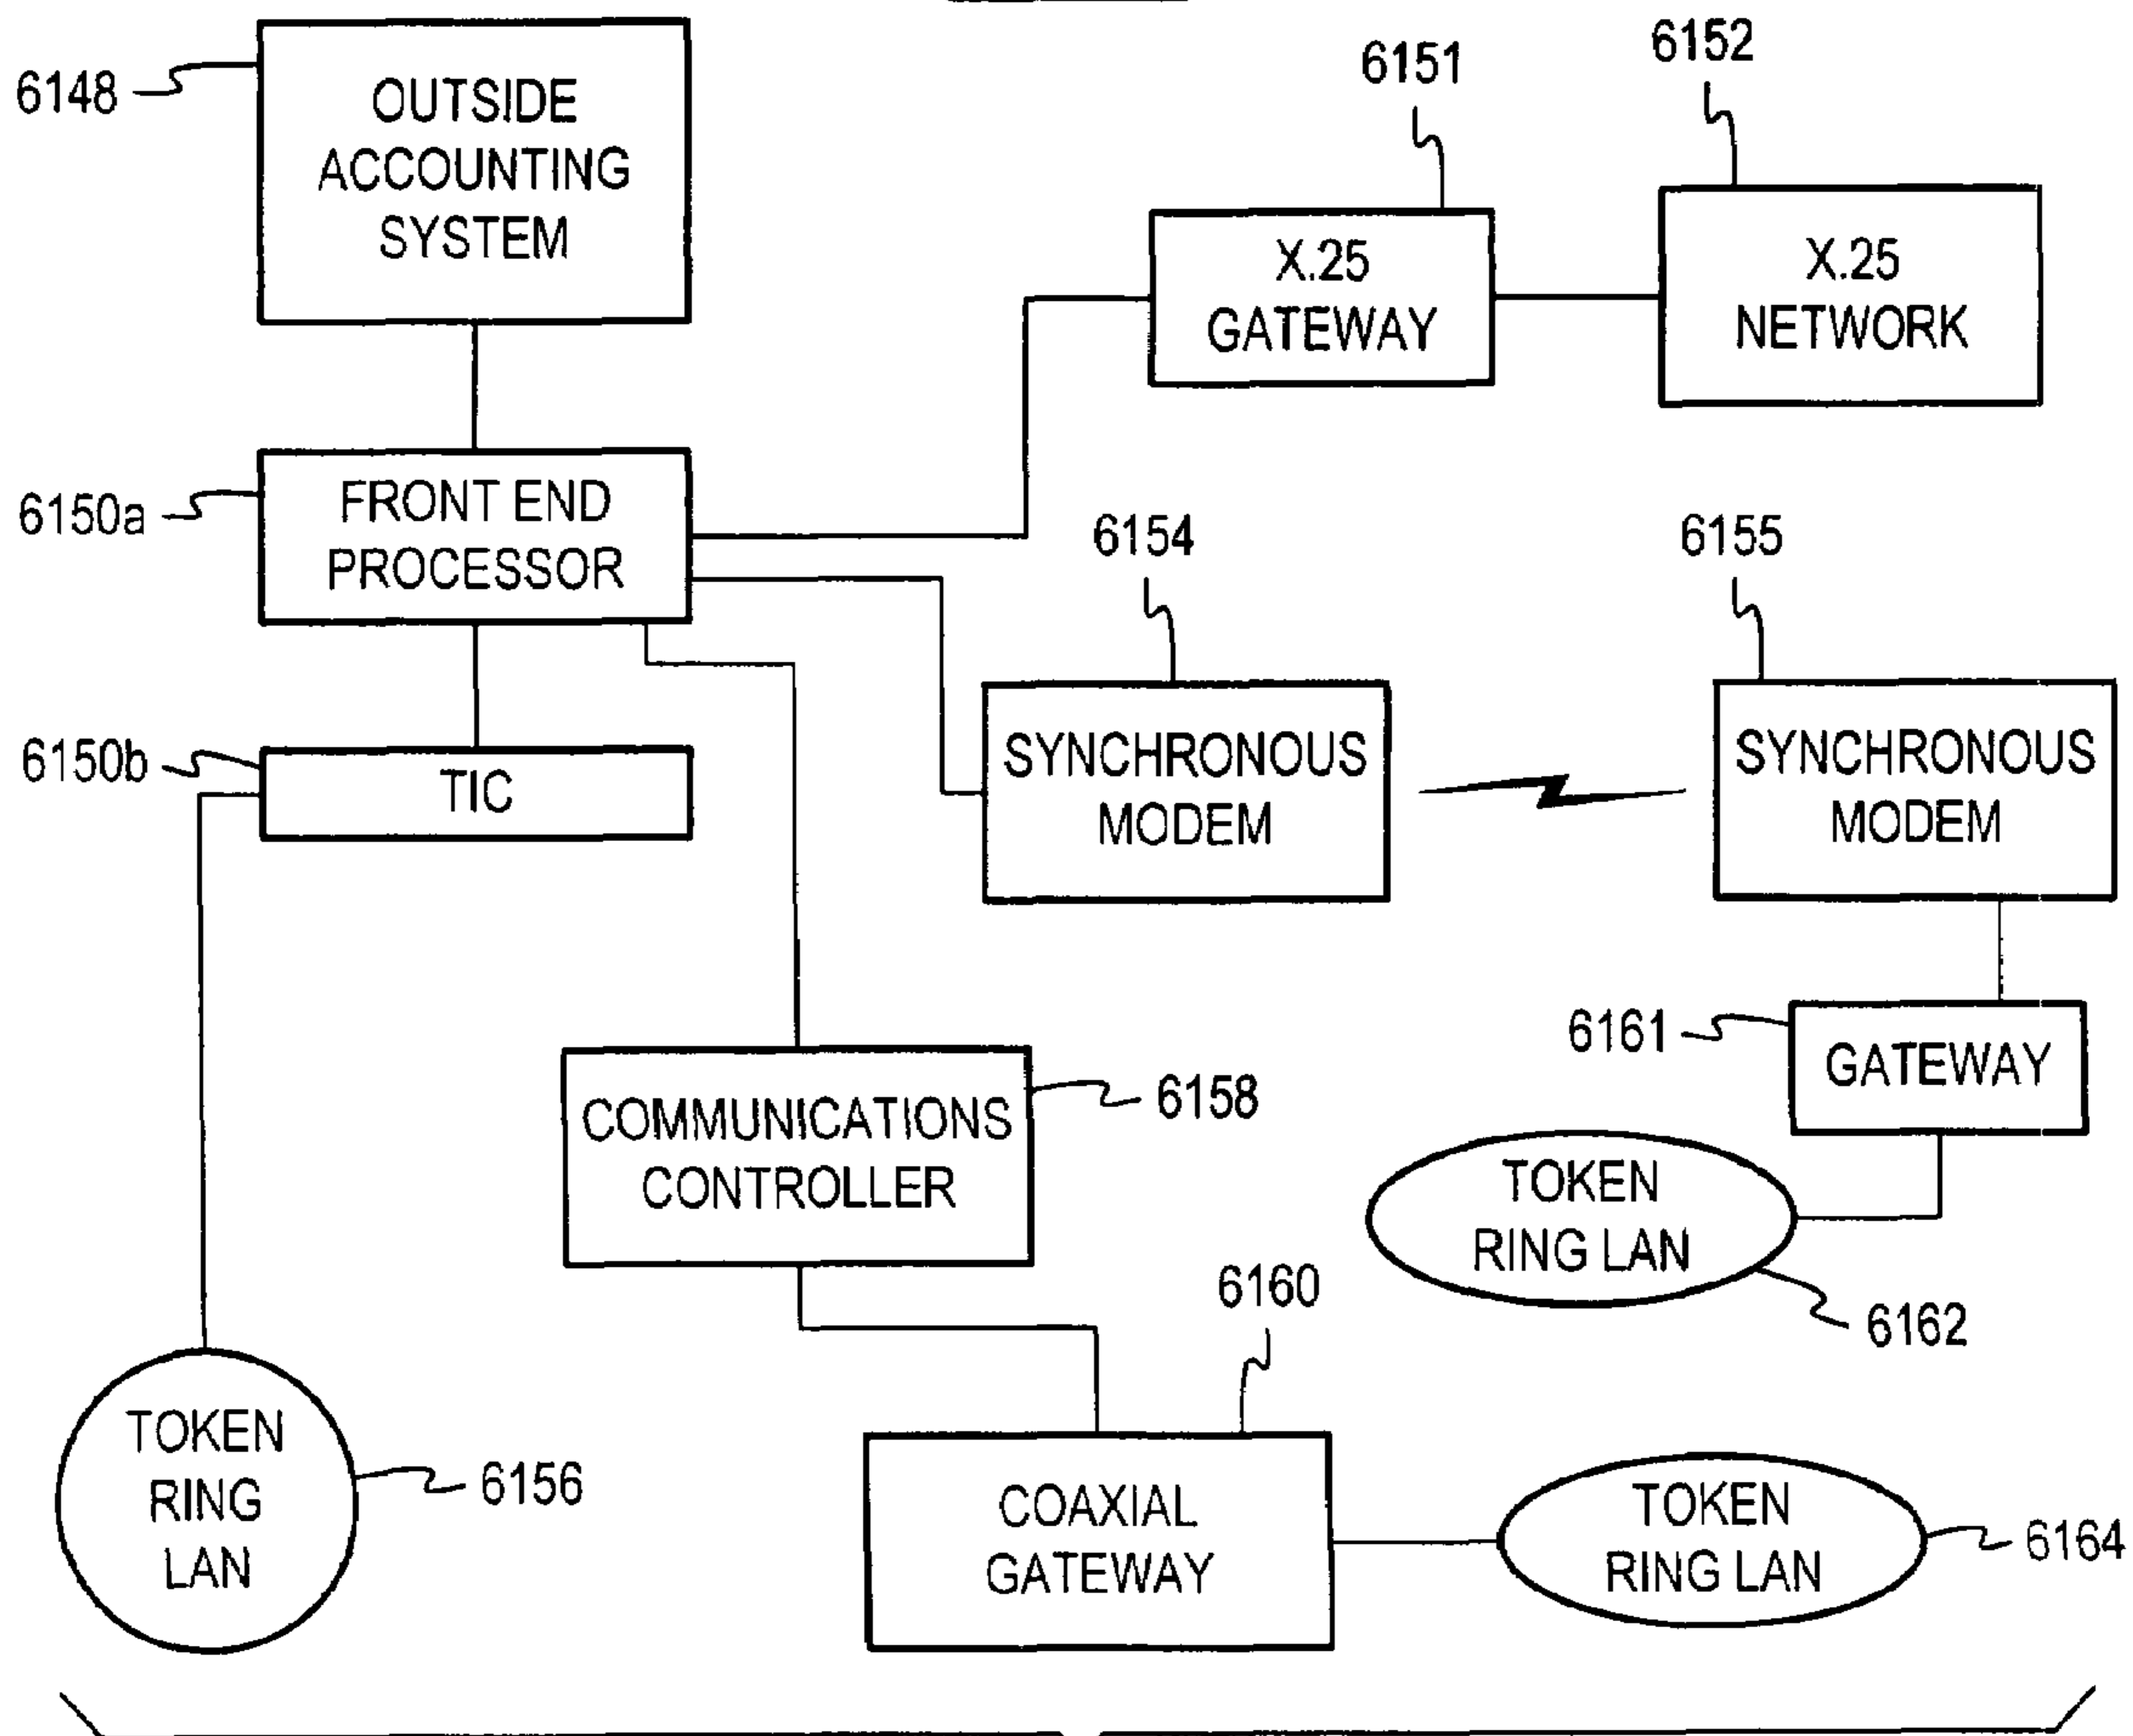 6148
OUTSIDE
ACCOUNTING
SYSTEM
6151
X.25
GATEWAY
6152
X.25
NETWORK
6150a
FRONT END
PROCESSOR
6154
SYNCHRONOUS
MODEM
6155
SYNCHRONOUS
MODEM
6150b
TIC
6161
GATEWAY
COMMUNICATIONS
CONTROLLER
6158
TOKEN
RING LAN
6162
6160
COAXIAL
GATEWAY
TOKEN
RING
LAN
6156
TOKEN
RING LAN
6164